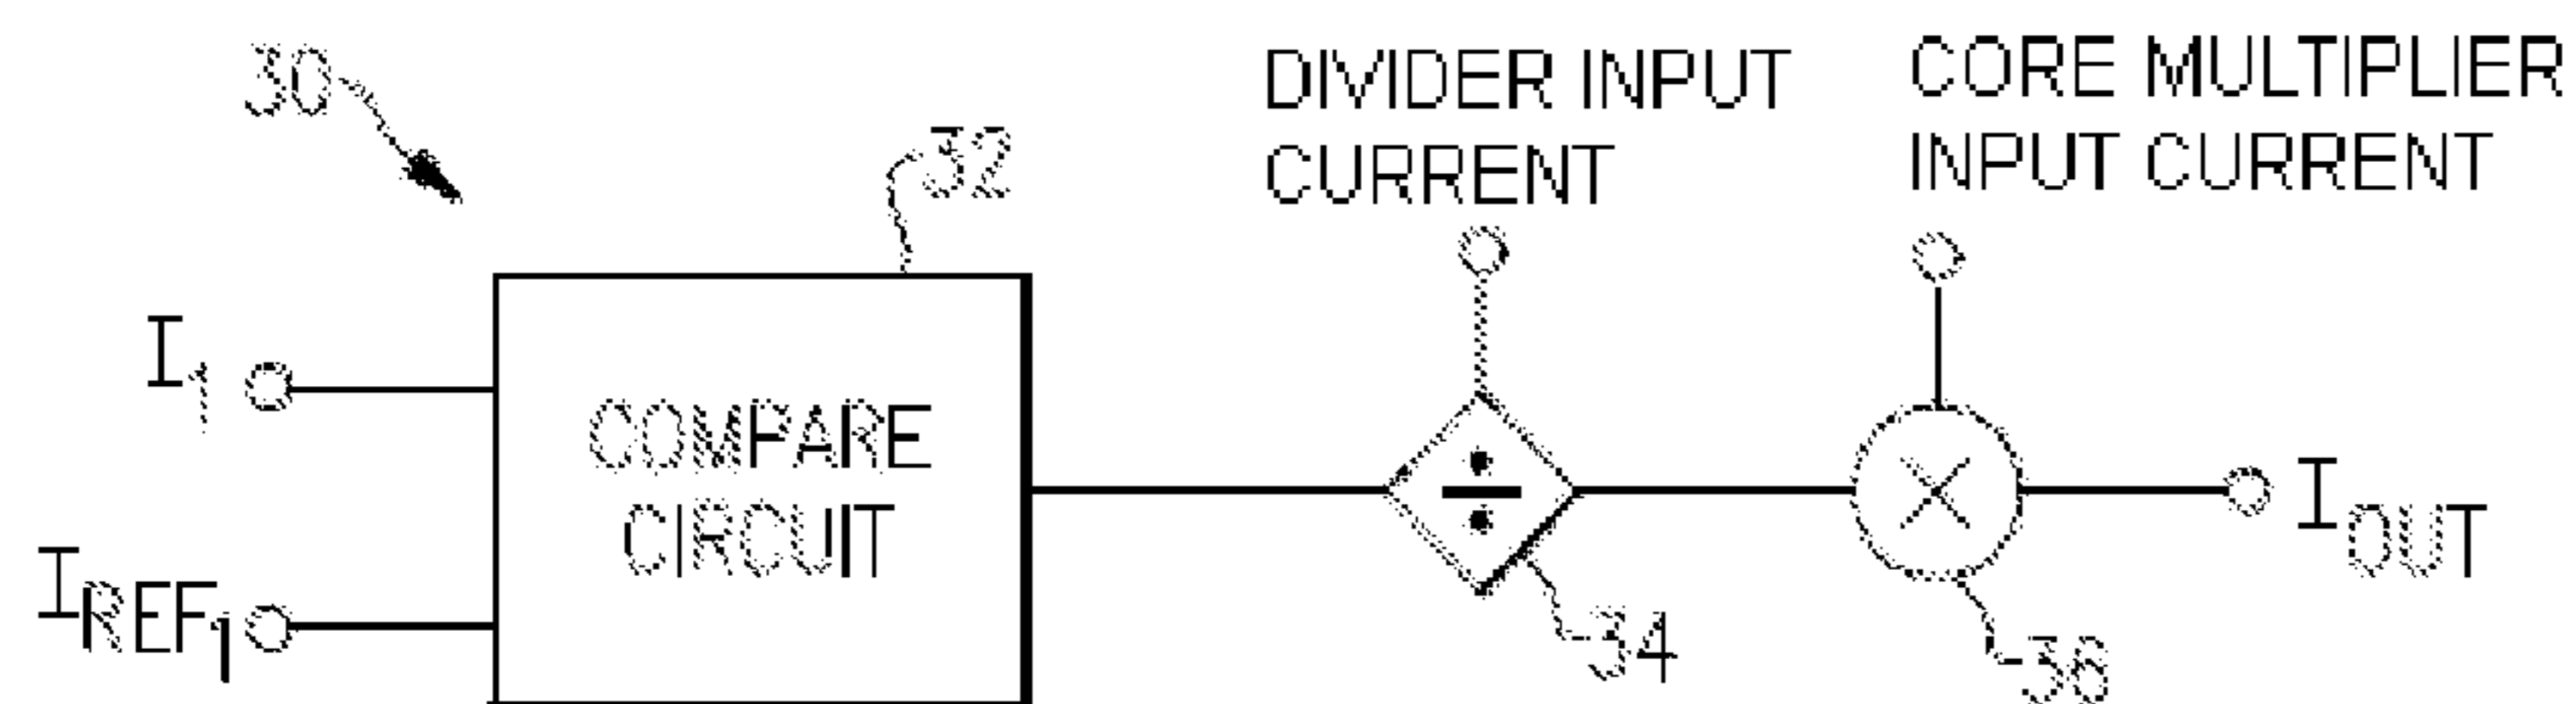 30
32
DIVIDER INPUT
CURRENT
CORE MULTIPLIER
INPUT CURRENT
I1
COMPARE
CIRCUIT
÷
×
IOUT
IREF1
34
36